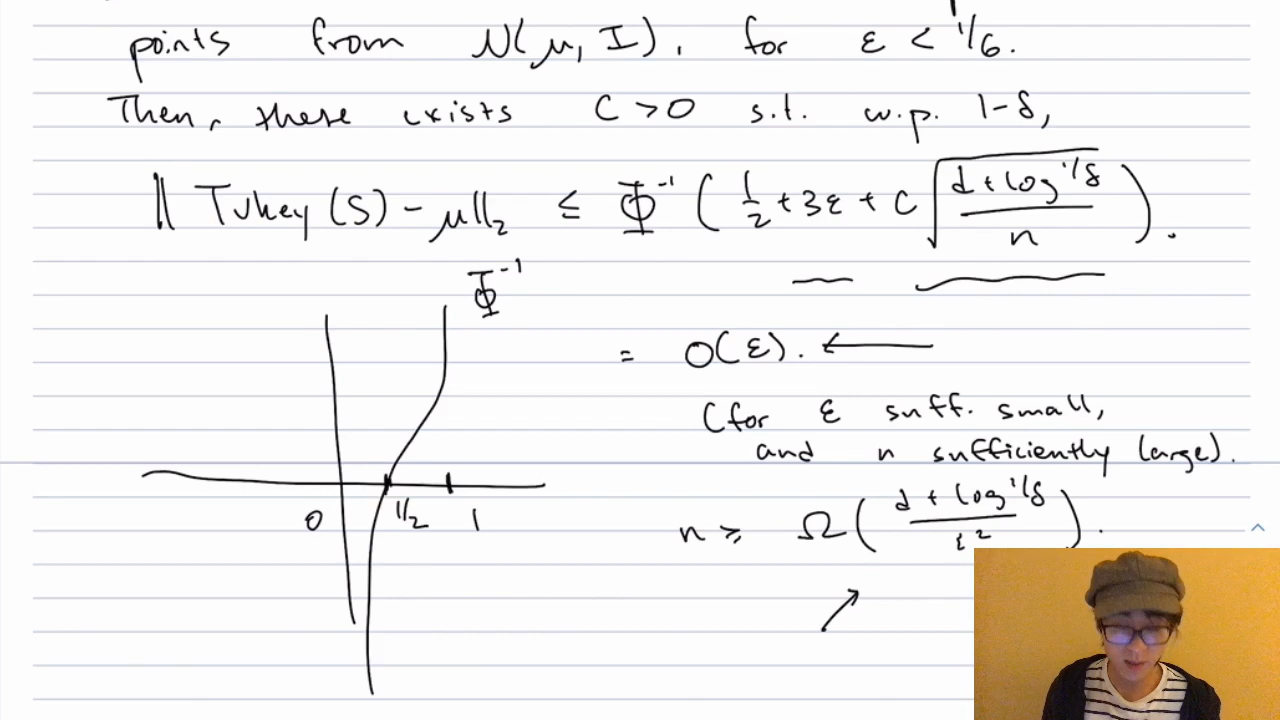 points from N(μ, I), for ε < 1/6.
Then, there exists C > 0 s.t. w.p. 1-δ,
‖Tukey(S) - μ‖₂ ≤ Φ⁻¹(1/2 + 3ε + C√((d + log 1/δ)/n)).
Φ⁻¹
= O(ε). ←
(for ε suff. small,
and n sufficiently large).
0 1/2 1
n ≥ Ω((d + log 1/δ)/ε²).